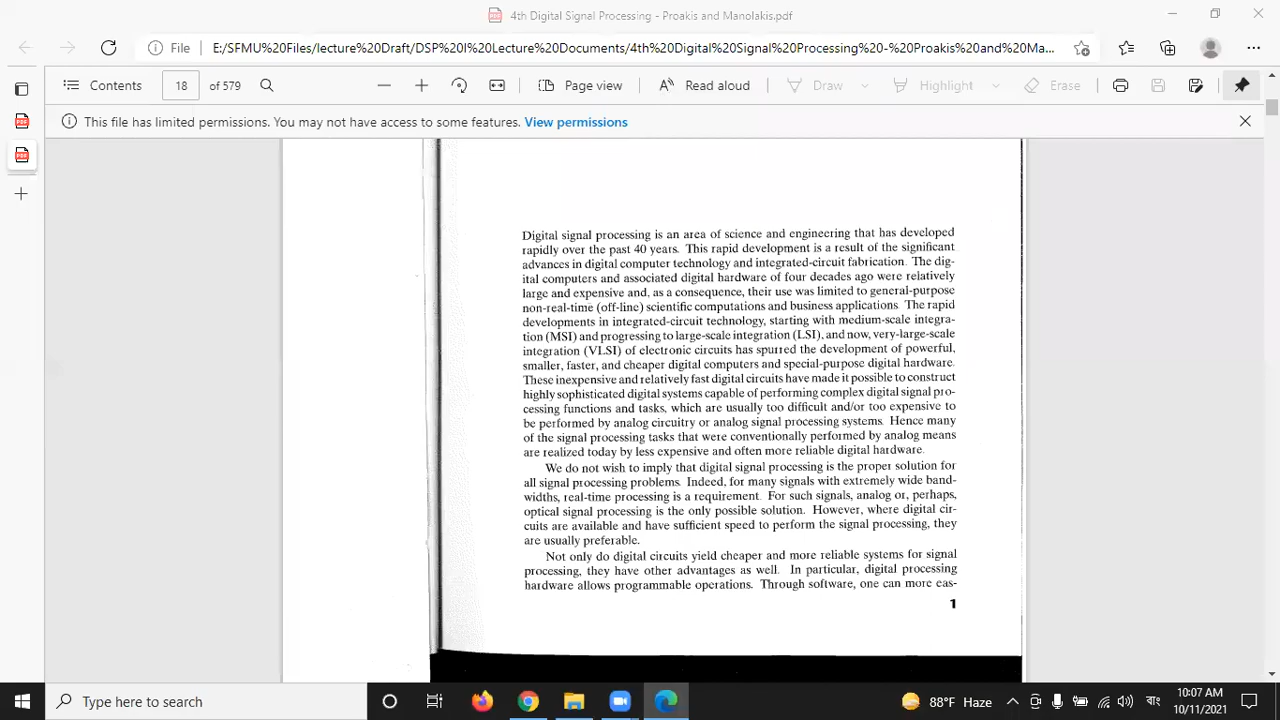 4th Digital Signal Processing - Proakis and Manolakis.pdf
File
E:/SFMU%20Files/lecture%20Draft/DSP%20I%20Lecture%20Documents/4th%20Digital%20Signal%20Processing%20-%20Proakis%20and%20Ma...
Contents
18
of 579
Page view
Read aloud
Draw
Highlight
Erase
This file has limited permissions. You may not have access to some features. View permissions
Digital signal processing is an area of science and engineering that has developed
rapidly over the past 40 years. This rapid development is a result of the significant
advances in digital computer technology and integrated-circuit fabrication. The dig-
ital computers and associated digital hardware of four decades ago were relatively
large and expensive and, as a consequence, their use was limited to general-purpose
non-real-time (off-line) scientific computations and business applications. The rapid
developments in integrated-circuit technology, starting with medium-scale integra-
tion (MSI) and progressing to large-scale integration (LSI), and now, very-large-scale
integration (VLSI) of electronic circuits has spurred the development of powerful,
smaller, faster, and cheaper digital computers and special-purpose digital hardware.
These inexpensive and relatively fast digital circuits have made it possible to construct
highly sophisticated digital systems capable of performing complex digital signal pro-
cessing functions and tasks, which are usually too difficult and/or too expensive to
be performed by analog circuitry or analog signal processing systems. Hence many
of the signal processing tasks that were conventionally performed by analog means
are realized today by less expensive and often more reliable digital hardware.
We do not wish to imply that digital signal processing is the proper solution for
all signal processing problems. Indeed, for many signals with extremely wide band-
widths, real-time processing is a requirement. For such signals, analog or, perhaps,
optical signal processing is the only possible solution. However, where digital cir-
cuits are available and have sufficient speed to perform the signal processing, they
are usually preferable.
Not only do digital circuits yield cheaper and more reliable systems for signal
processing, they have other advantages as well. In particular, digital processing
hardware allows programmable operations. Through software, one can more eas-
1
Type here to search
88°F Haze
বাং
10:07 AM
10/11/2021